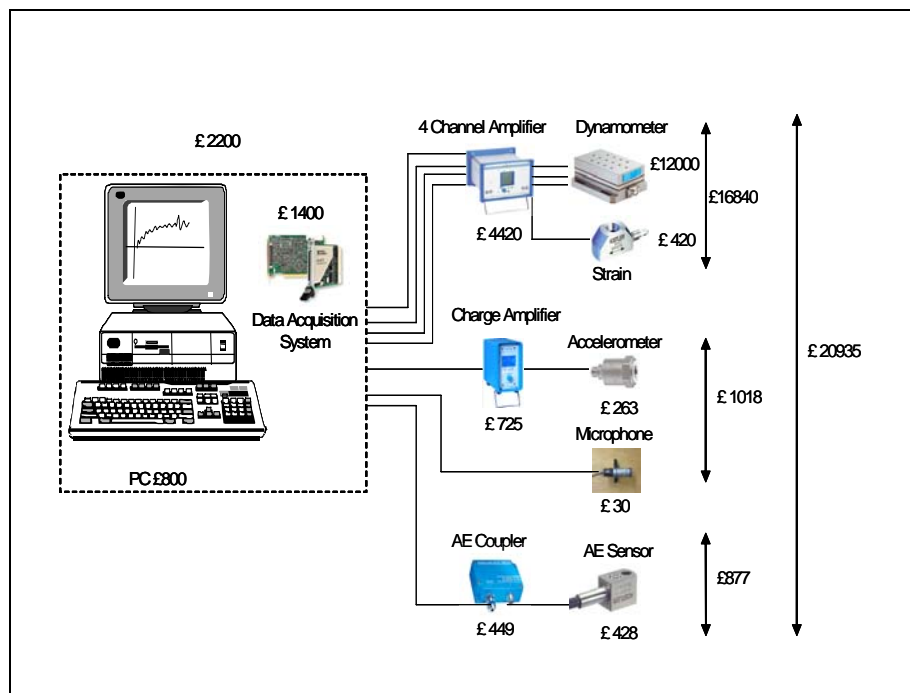 4 Channel Amplifier
Dynamometer
£ 2200
£12000
£16840
£ 1400
£ 4420
£ 420
Strain
Data Acquisition
System
Charge Amplifier
Accelerometer
£ 20935
£ 725
£ 263
£ 1018
Microphone
PC £800
£ 30
AE Coupler
AE Sensor
£877
£ 449
£ 428